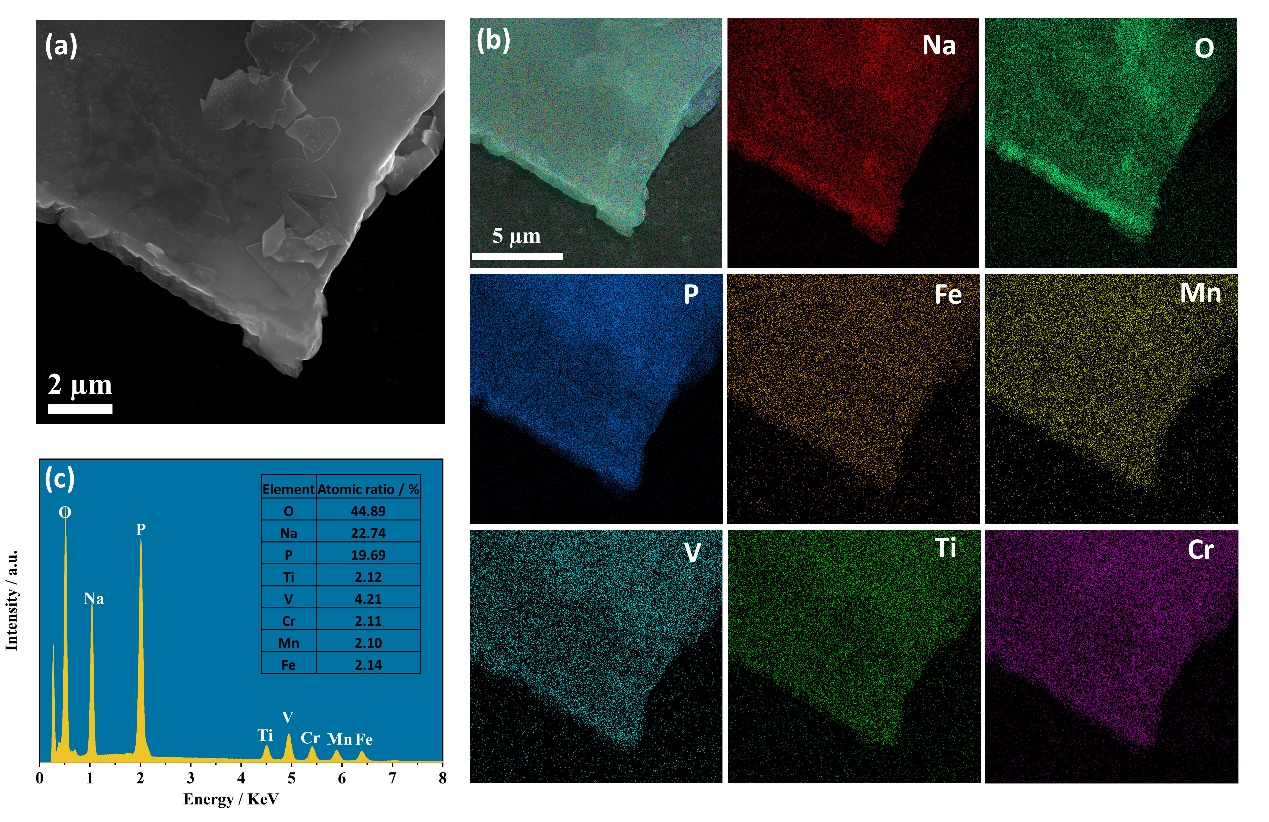 (a)
2 µm
(b)
5 µm
Na
O
P
Fe
Mn
V
Ti
Cr
(c)
Intensity / a.u.
O
Na
P
Ti
V
Cr
Mn
Fe
Element Atomic ratio / %
O 44.89
Na 22.74
P 19.69
Ti 2.12
V 4.21
Cr 2.11
Mn 2.10
Fe 2.14
0 1 2 3 4 5 6 7 8
Energy / KeV